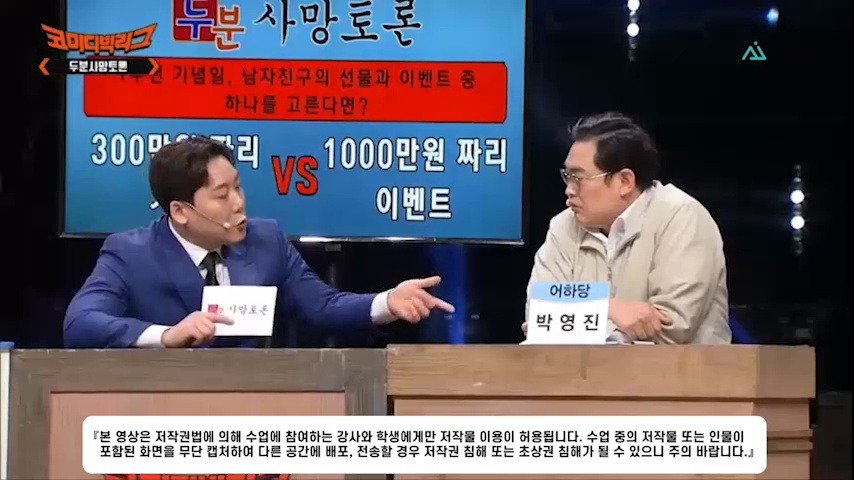 코미디빅리그
두분사망토론
두분 사망토론
기념일, 남자친구의 선물과 이벤트 중
하나를 고른다면?
VS
1000만원 짜리
이벤트
사망토론
어하당
박영진
『본 영상은 저작권법에 의해 수업에 참여하는 강사와 학생에게만 저작물 이용이 허용됩니다. 수업 중의 저작물 또는 인물이
포함된 화면을 무단 캡처하여 다른 공간에 배포, 전송할 경우 저작권 침해 또는 초상권 침해가 될 수 있으니 주의 바랍니다.』